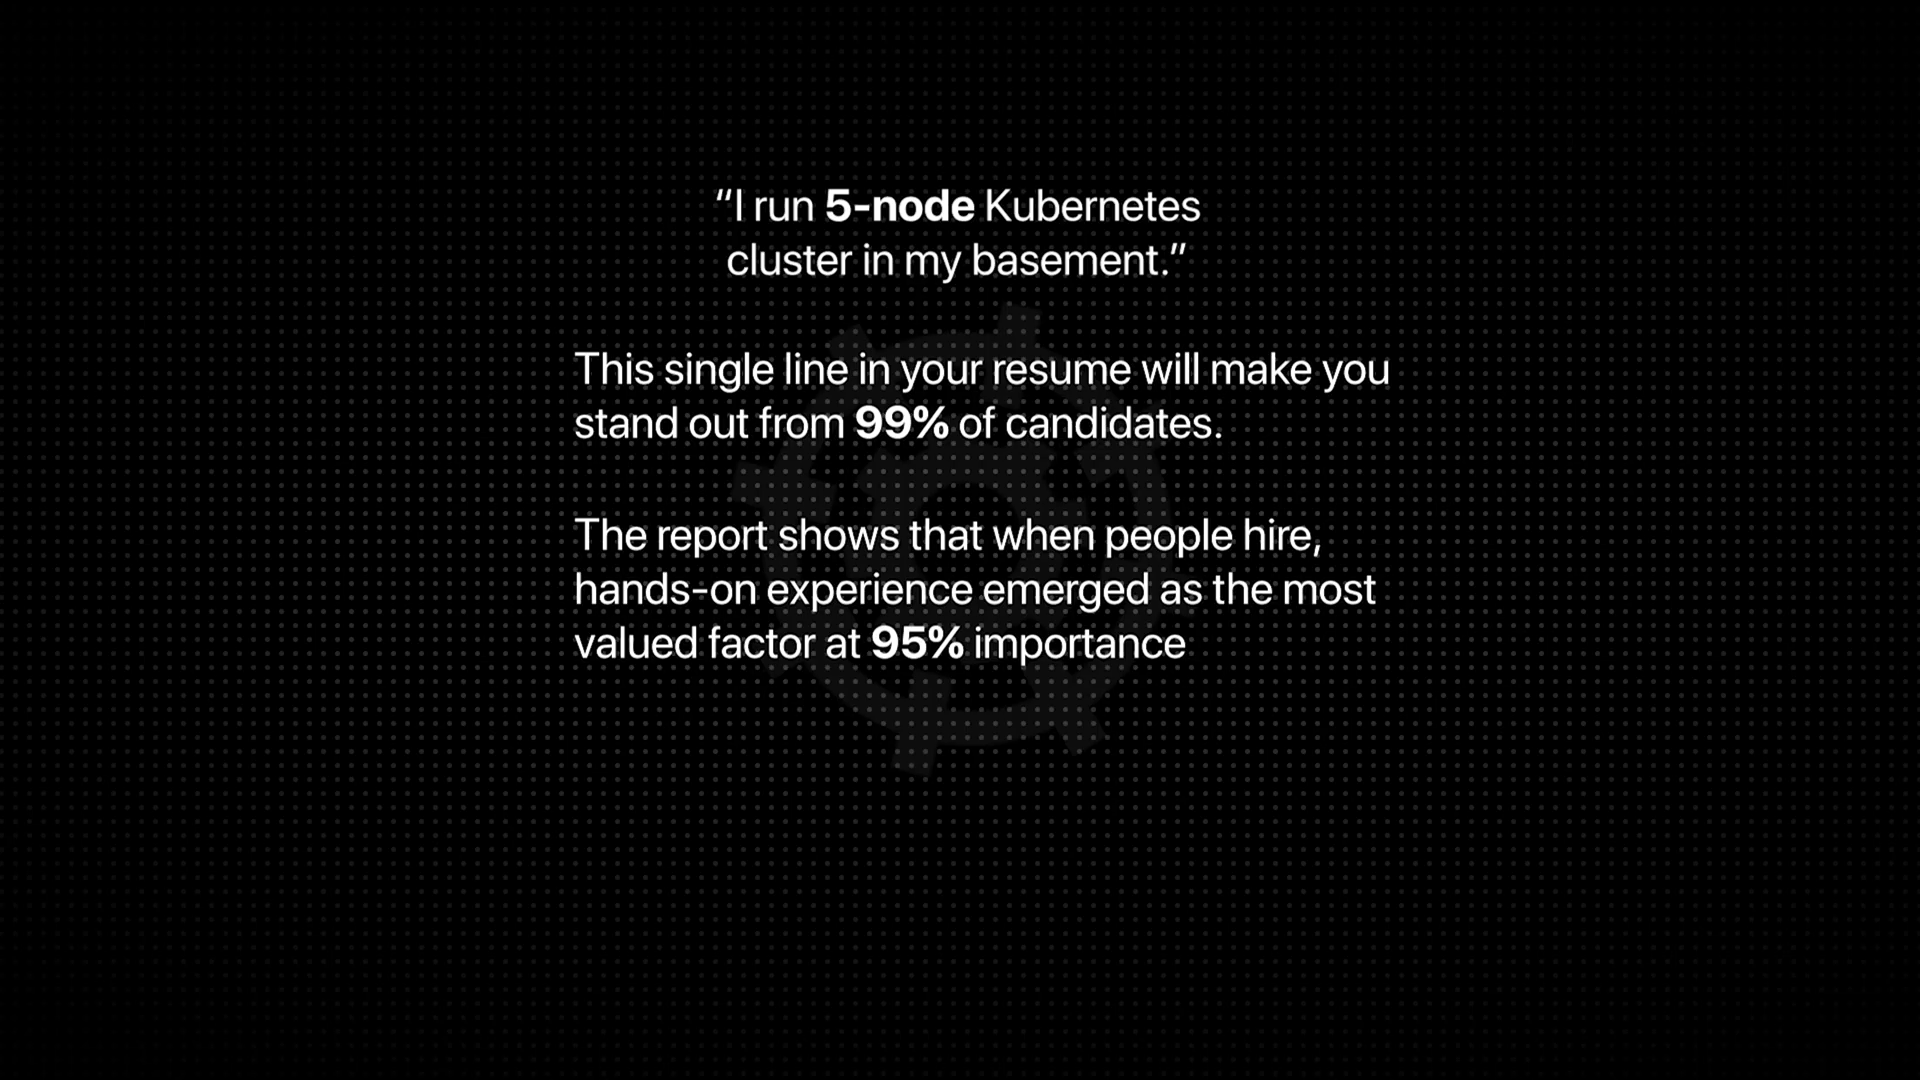 “I run 5-node Kubernetes
cluster in my basement.”
This single line in your resume will make you
stand out from 99% of candidates.
The report shows that when people hire,
hands-on experience emerged as the most
valued factor at 95% importance